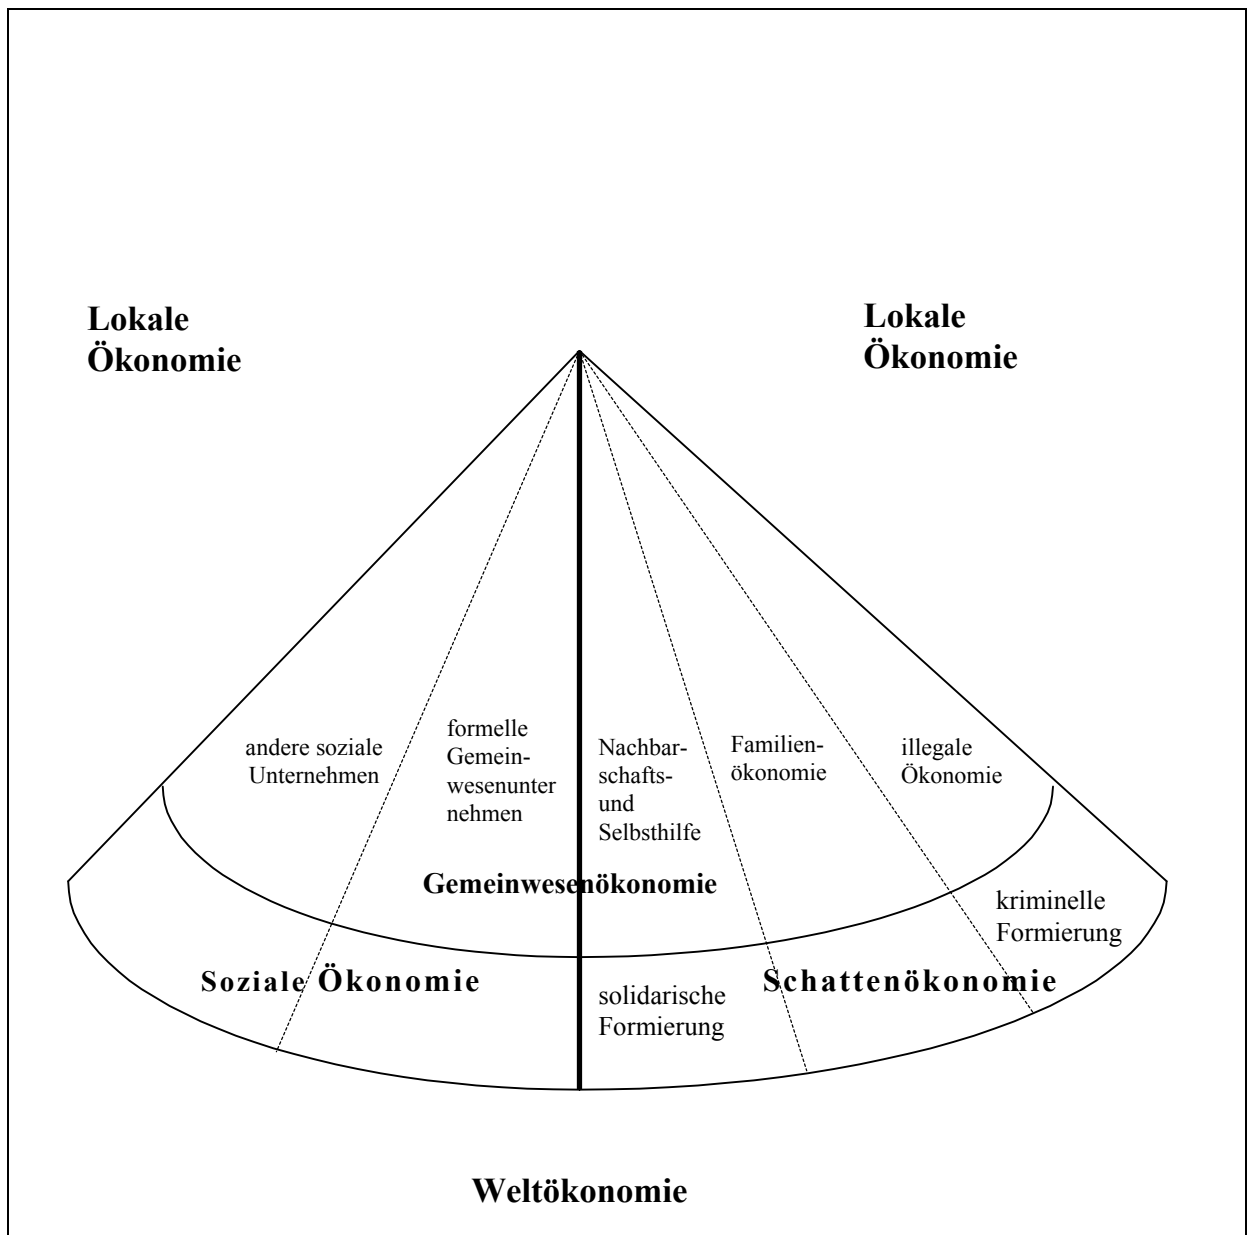 Lokale
Ökonomie
Lokale
Ökonomie
andere soziale
Unternehmen
formelle
Gemein-
wesenunter
nehmen
Nachbar-
schafts-
und
Selbsthilfe
Familien-
ökonomie
illegale
Ökonomie
Gemeinwesenökonomie
kriminelle
Formierung
Soziale Ökonomie
solidarische
Formierung
Schattenökonomie
Weltökonomie